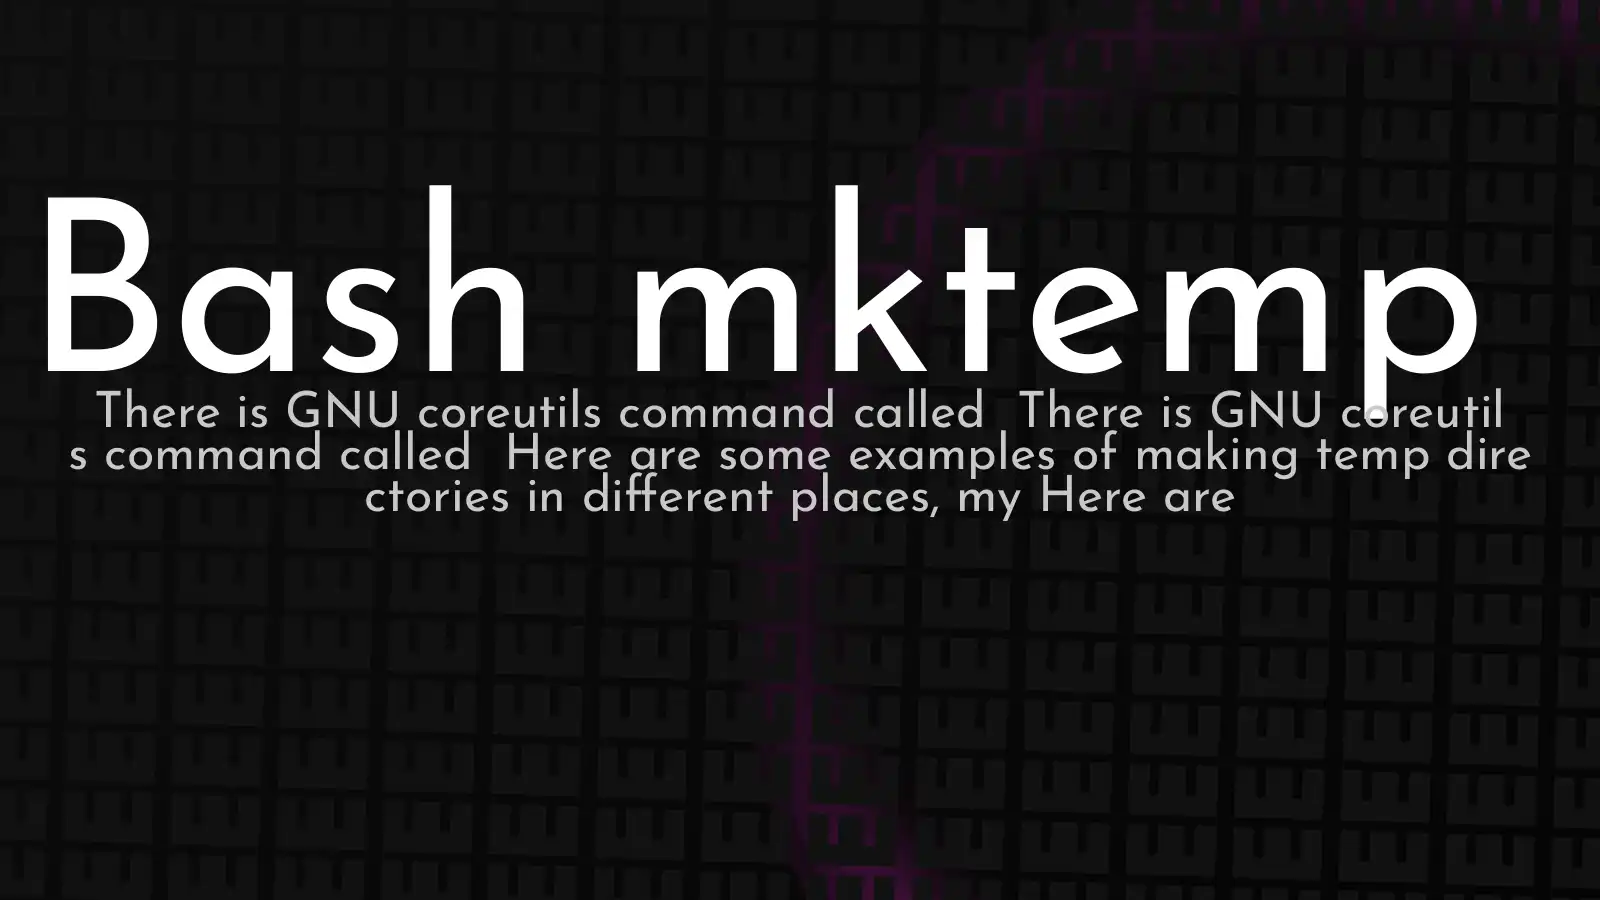 Bash mktemp
There is GNU coreutils command called  There is GNU coreutil
s command called  Here are some examples of making temp dire
ctories in different places, my Here are